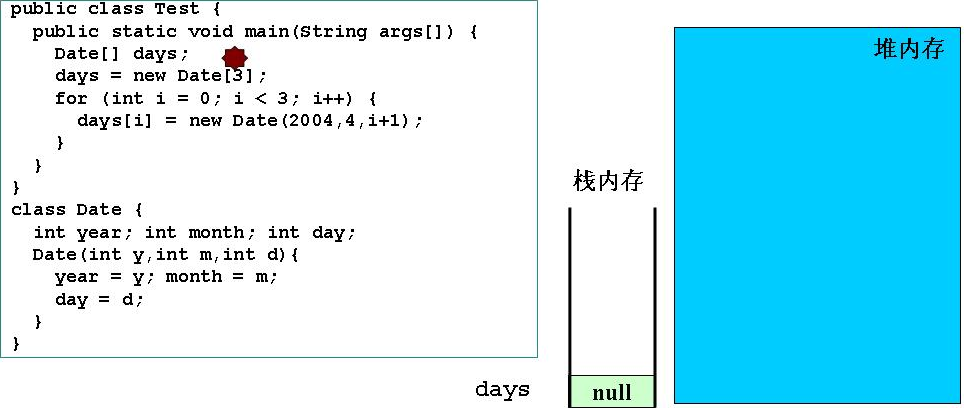 public class Test {
  public static void main(String args[]) {
    Date[] days;
    days = new Date[3];
    for (int i = 0; i < 3; i++) {
      days[i] = new Date(2004,4,i+1);
    }
  }
}
class Date {
  int year; int month; int day;
  Date(int y,int m,int d){
    year = y; month = m;
    day = d;
  }
}
堆内存
栈内存
days
null